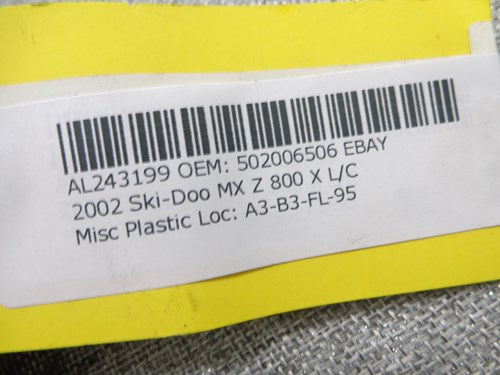 AL243199 OEM: 502006506 EBAY
2002 Ski-Doo MX Z 800 X L/C
Misc Plastic Loc: A3-B3-FL-95